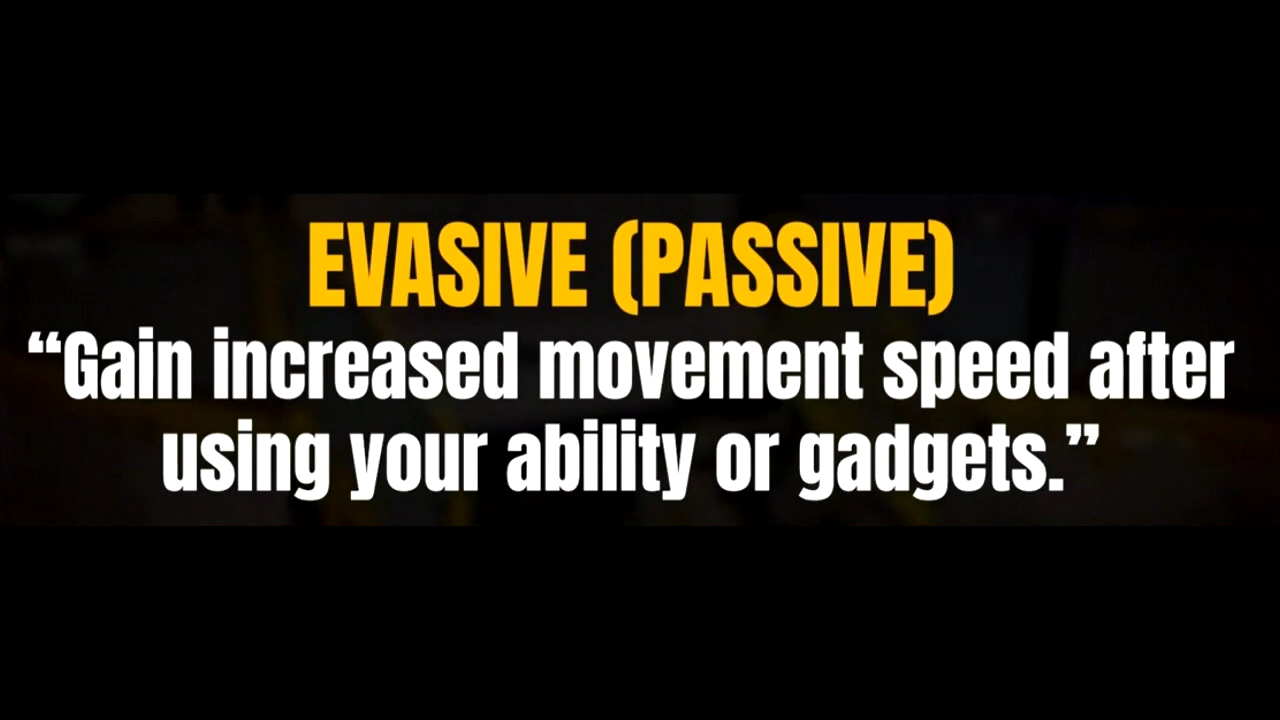 EVASIVE (PASSIVE)
“Gain increased movement speed after
using your ability or gadgets.”